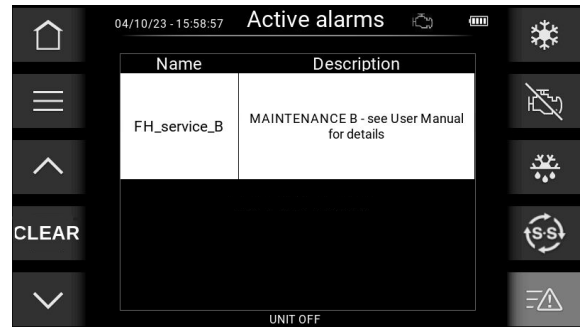 04/10/23 - 15:58:57 Active alarms
Name Description
FH_service_B MAINTENANCE B - see User Manual
for details
CLEAR
S·S
UNIT OFF